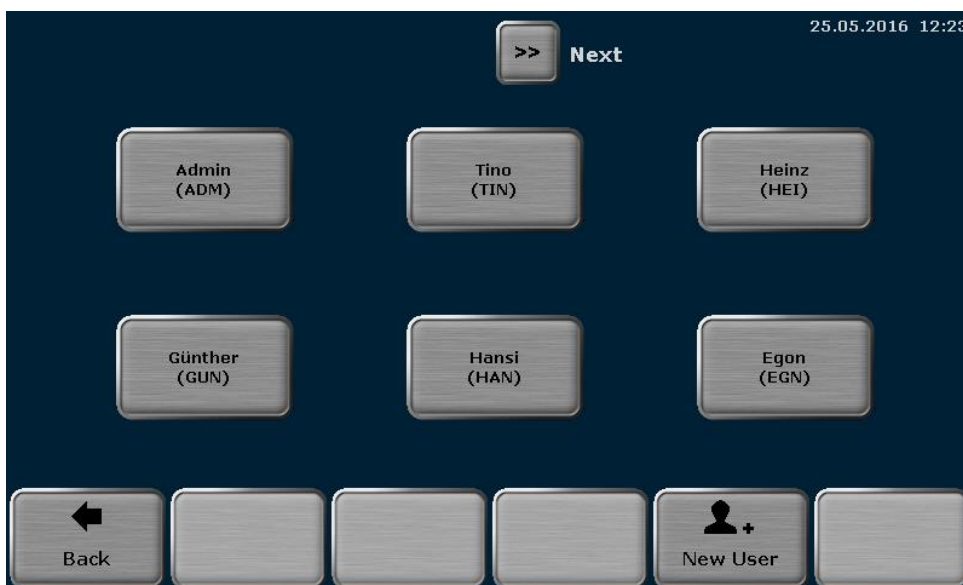 25.05.2016 12:23
>> Next
Admin
(ADM)
Tino
(TIN)
Heinz
(HEI)
Günther
(GUN)
Hansi
(HAN)
Egon
(EGN)
Back
New User